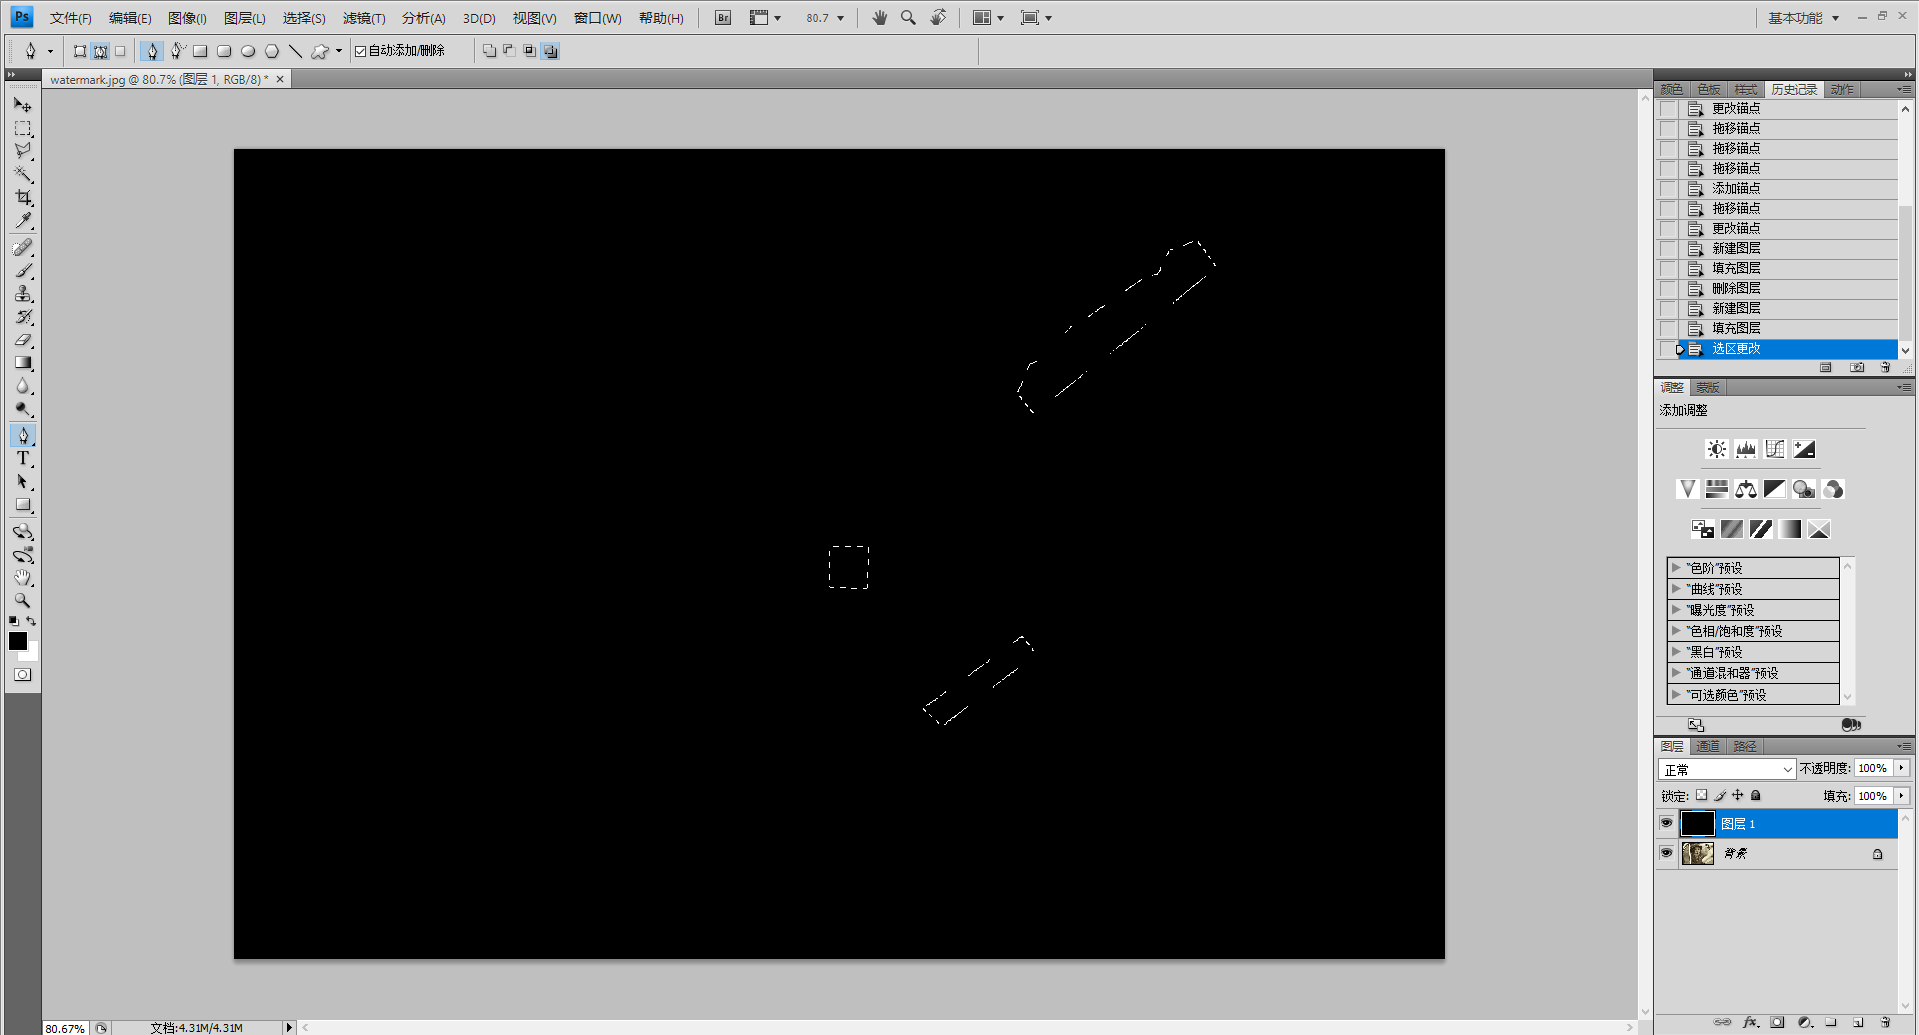 Ps 文件(F) 编辑(E) 图像(I) 图层(L) 选择(S) 滤镜(T) 分析(A) 3D(D) 视图(V) 窗口(W) 帮助(H) Br 80.7 基本功能
自动添加/删除
watermark.jpg @ 80.7% (图层 1, RGB/8) *
颜色 色板 样式 历史记录 动作
更改锚点
拖移锚点
拖移锚点
拖移锚点
添加锚点
拖移锚点
更改锚点
新建图层
填充图层
删除图层
新建图层
填充图层
选区更改
调整 蒙版
添加调整
T
"色阶"预设
"曲线"预设
"曝光度"预设
"色相/饱和度"预设
"黑白"预设
"通道混和器"预设
"可选颜色"预设
图层 通道 路径
正常 不透明度: 100%
锁定: 填充: 100%
图层 1
背景
80.67% 文档:4.31M/4.31M
fx